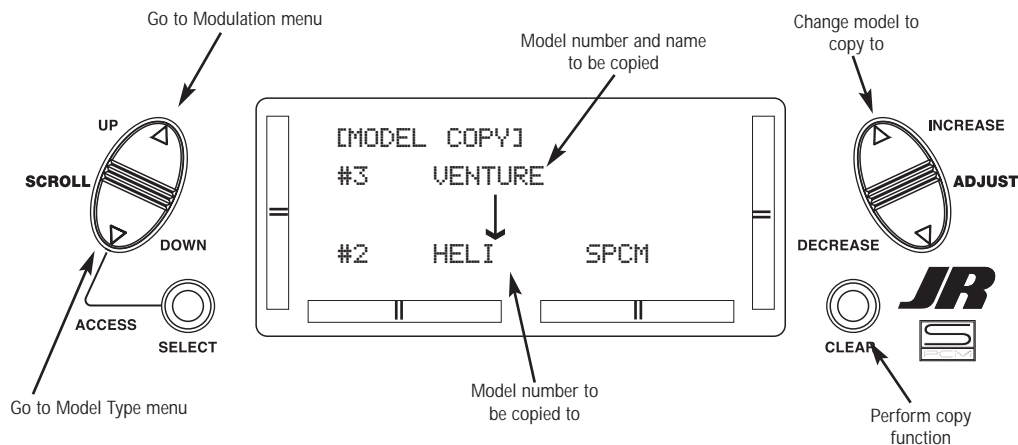 Go to Modulation menu
Model number and name
to be copied
Change model to
copy to
UP
SCROLL
DOWN
ACCESS
SELECT
Go to Model Type menu
[MODEL COPY]
#3 VENTURE
#2 HELI SPCM
Model number to
be copied to
INCREASE
ADJUST
DECREASE
CLEAR
JR
S
PCM
Perform copy
function